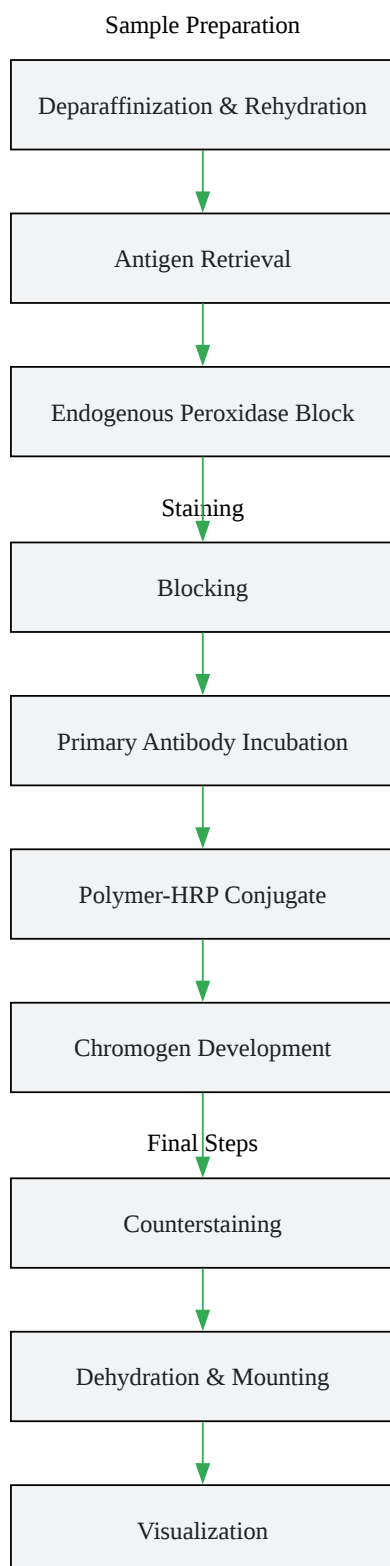 Sample Preparation
Deparaffinization & Rehydration
Antigen Retrieval
Endogenous Peroxidase Block
Staining
Blocking
Primary Antibody Incubation
Polymer-HRP Conjugate
Chromogen Development
Final Steps
Counterstaining
Dehydration & Mounting
Visualization